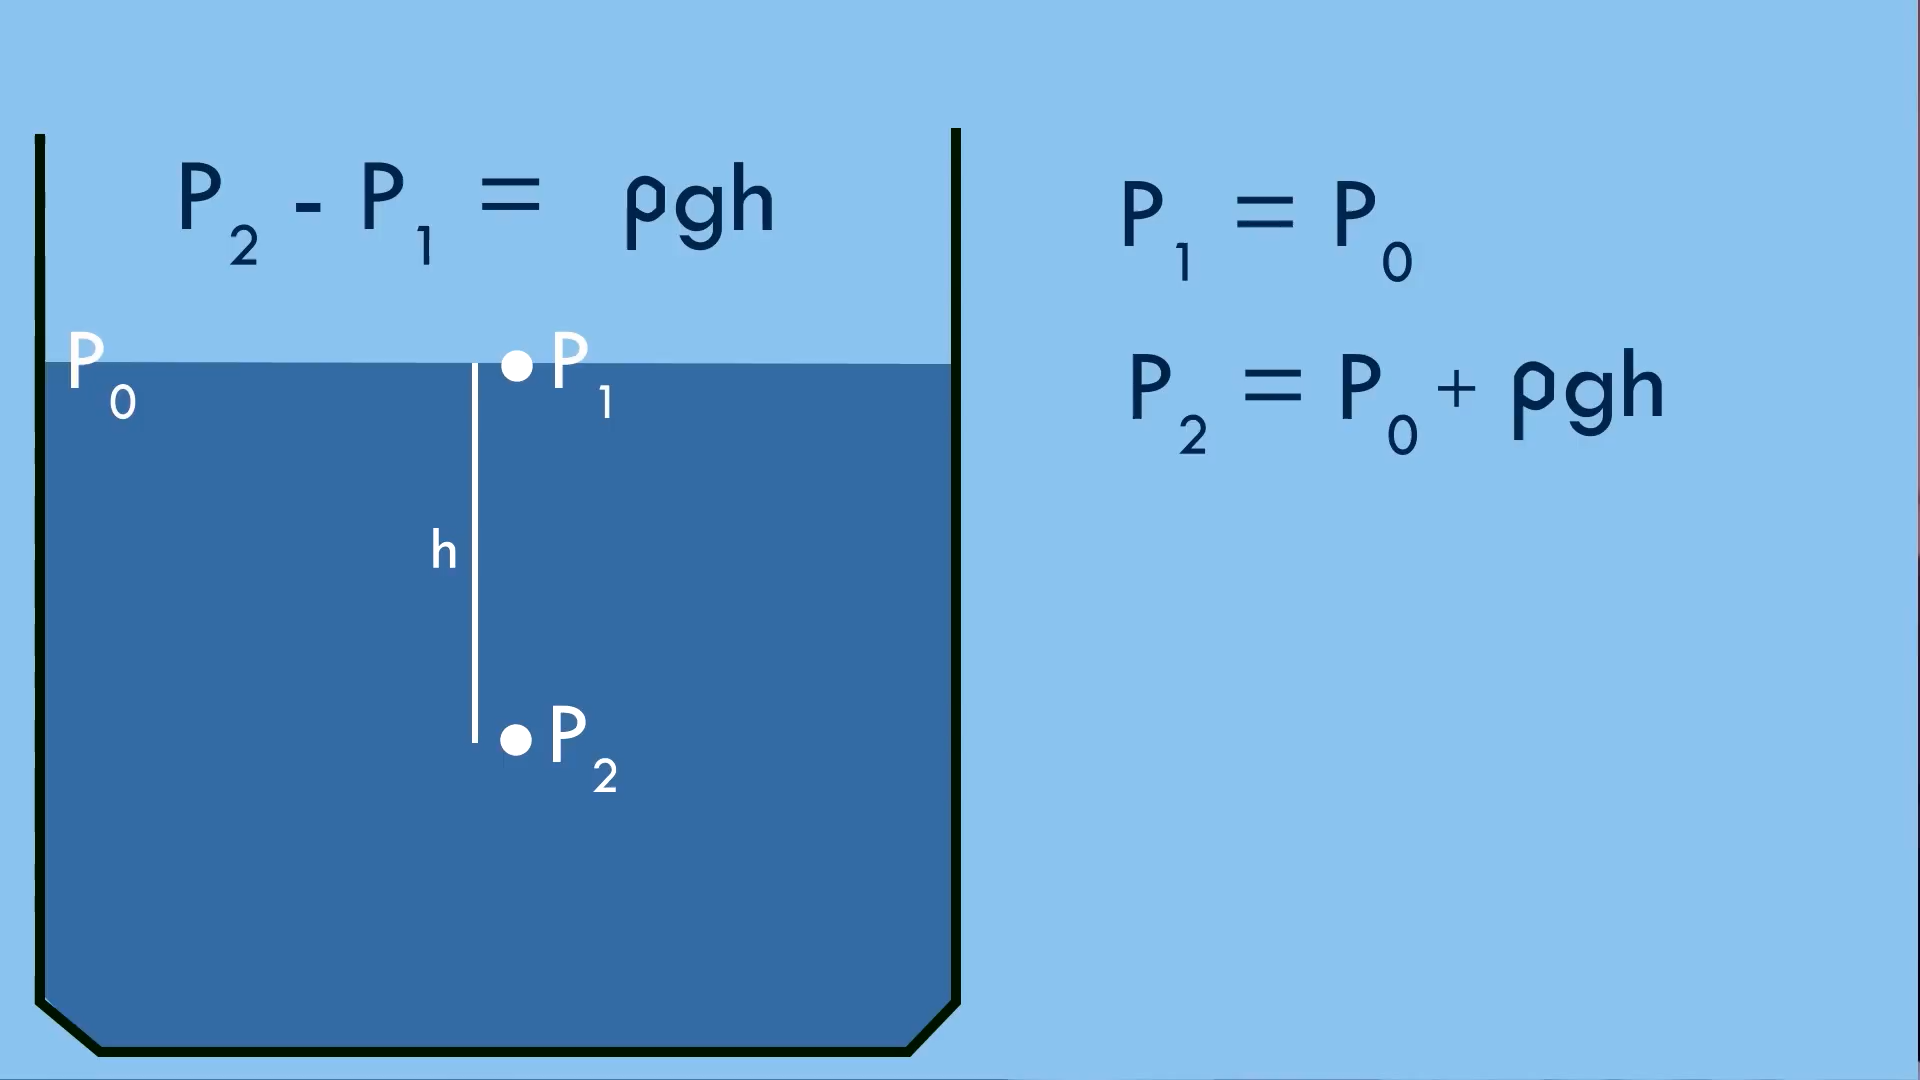 P₂ - P₁ = ρgh
P₁ = P₀
P₀
P₁
P₂ = P₀ + ρgh
h
P₂